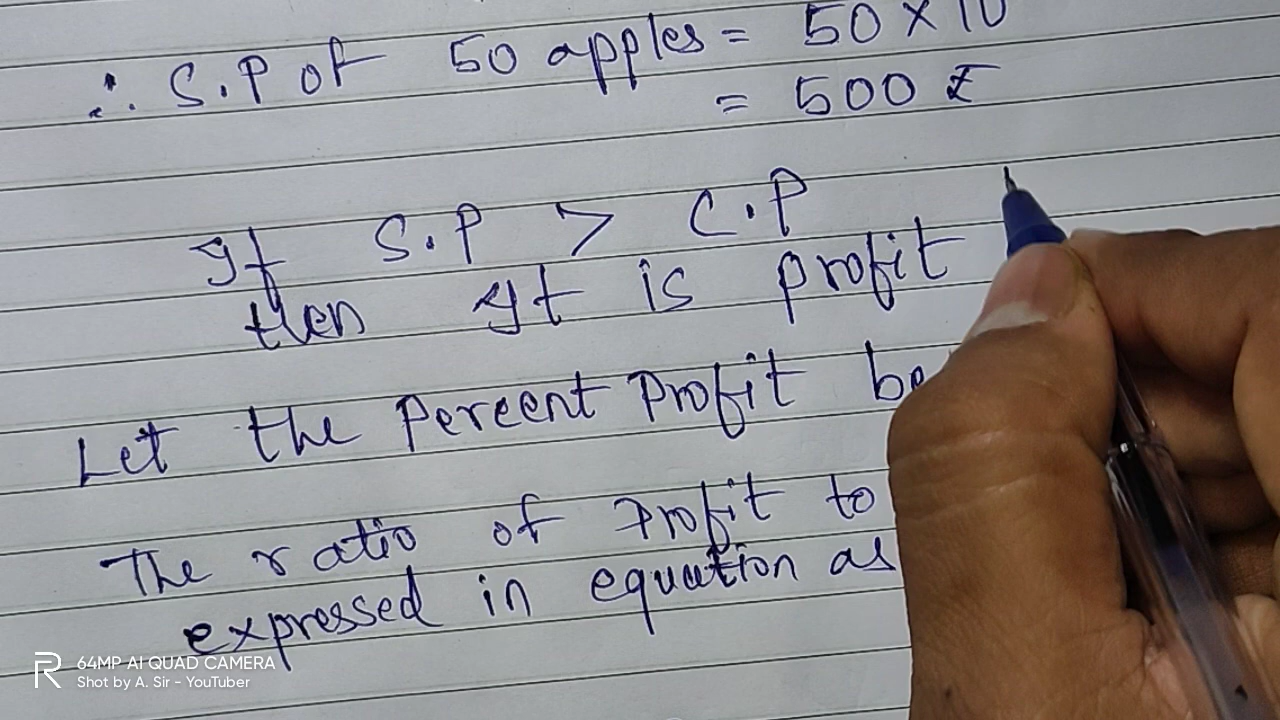 ∴ S.P of 50 apples = 50 × 10
= 500 ₹
If S.P > C.P
then It is profit
Let the Percent Profit be
The ratio of Profit to
expressed in equation as
64MP AI QUAD CAMERA
Shot by A. Sir - YouTuber